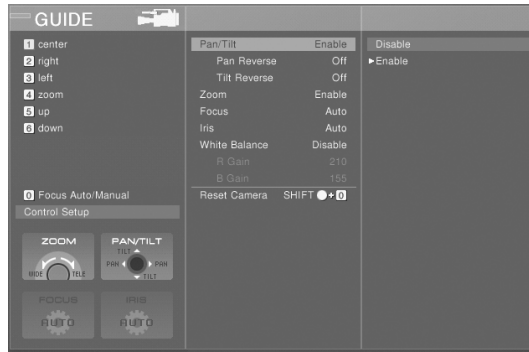 GUIDE
1 center
2 right
3 left
4 zoom
5 up
6 down
0 Focus Auto/Manual
Control Setup
ZOOM
WIDE TELE
PAN/TILT
TILT
PAN PAN
TILT
FOCUS
AUTO
IRIS
AUTO
Pan/Tilt Enable
Pan Reverse Off
Tilt Reverse Off
Zoom Enable
Focus Auto
Iris Auto
White Balance Disable
R Gain 210
B Gain 155
Reset Camera SHIFT ●+0
Disable
▶Enable